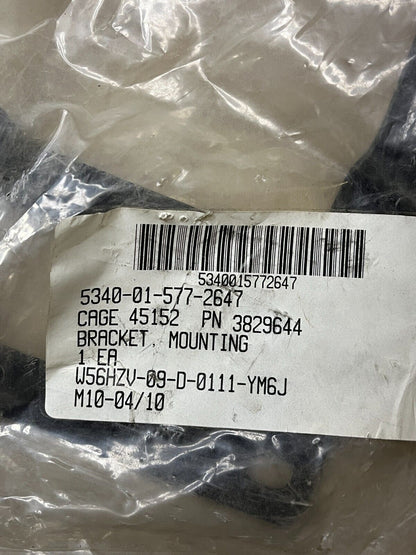 5340015772647
5340-01-577-2647
CAGE 45152 PN 3829644
BRACKET, MOUNTING
1 EA
W56HZV-09-D-0111-YM6J
M10-04/10